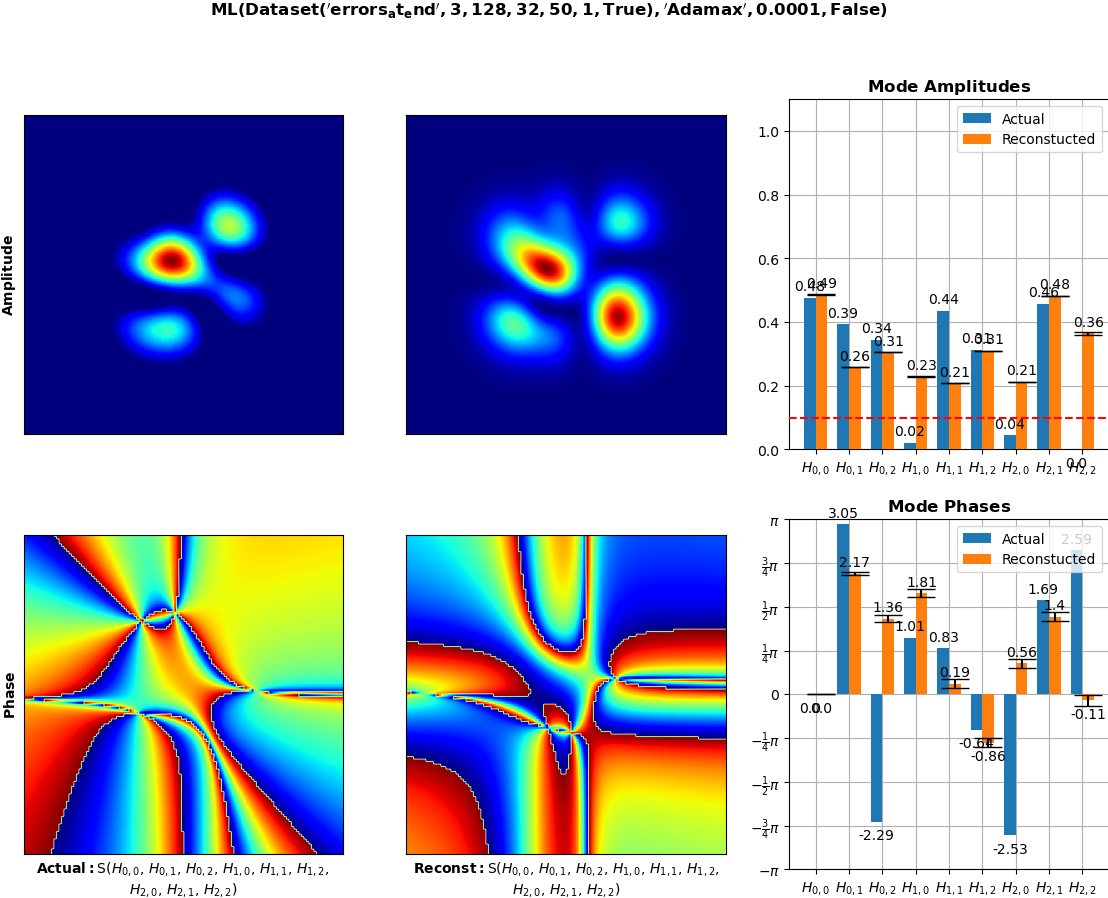 ML(Dataset('errors_at_end', 3, 128, 32, 50, 1, True), 'Adamax', 0.0001, False)
Amplitude
Mode Amplitudes
Actual
Reconstucted
1.0
0.8
0.6
0.4
0.2
0.0
0.48 0.49
0.39 0.26
0.34 0.31
0.02 0.23
0.44 0.21
0.31 0.31
0.04 0.21
0.46 0.48
0.0 0.36
H0,0 H0,1 H0,2 H1,0 H1,1 H1,2 H2,0 H2,1 H2,2
Phase
Actual: S(H0,0, H0,1, H0,2, H1,0, H1,1, H1,2,
H2,0, H2,1, H2,2)
Reconst: S(H0,0, H0,1, H0,2, H1,0, H1,1, H1,2,
H2,0, H2,1, H2,2)
Mode Phases
Actual
Reconstucted
π
3/4π
1/2π
1/4π
0
−1/4π
−1/2π
−3/4π
−π
0.0 0.0
3.05 2.17
-2.29 1.36
1.01 1.81
0.83 0.19
-0.64 -0.86
-2.53 0.56
1.69 1.4
2.59 -0.11
H0,0 H0,1 H0,2 H1,0 H1,1 H1,2 H2,0 H2,1 H2,2